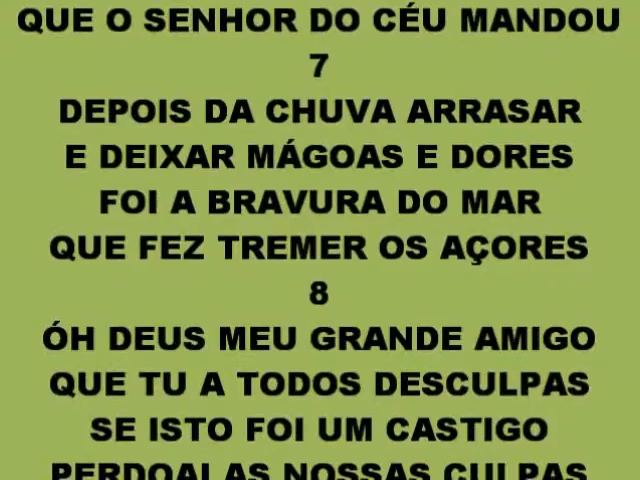 QUE O SENHOR DO CÉU MANDOU
7
DEPOIS DA CHUVA ARRASAR
E DEIXAR MÁGOAS E DORES
FOI A BRAVURA DO MAR
QUE FEZ TREMER OS AÇORES
8
ÓH DEUS MEU GRANDE AMIGO
QUE TU A TODOS DESCULPAS
SE ISTO FOI UM CASTIGO
PERDOAI AS NOSSAS CULPAS